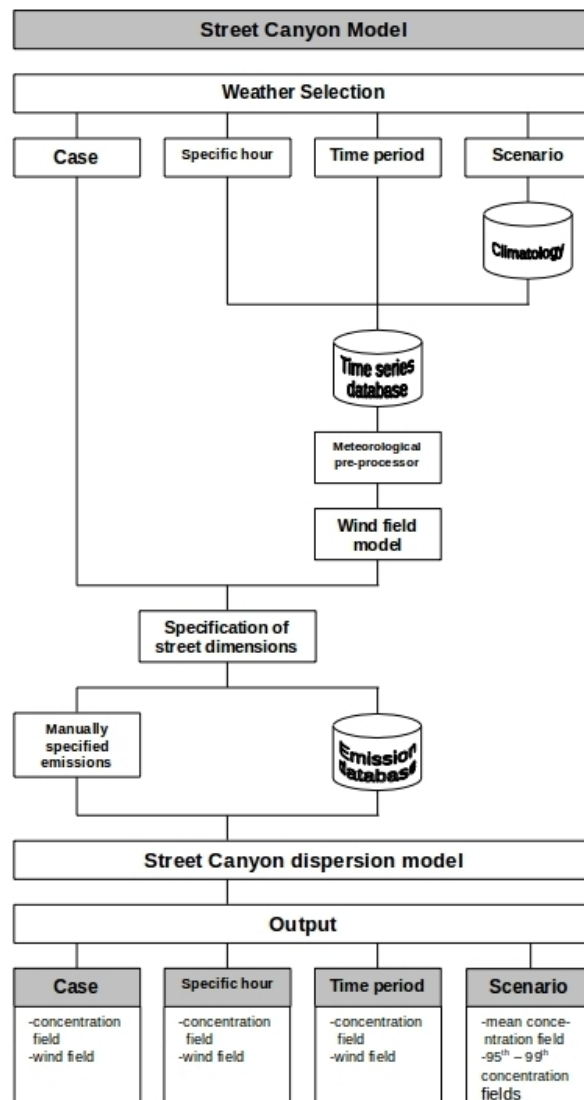 Street Canyon Model
Weather Selection
Case
Specific hour
Time period
Scenario
Climatology
Time series
database
Meteorological
pre-processor
Wind field
model
Specification of
street dimensions
Manually
specified
emissions
Emission
database
Street Canyon dispersion model
Output
Case
-concentration
field
-wind field
Specific hour
-concentration
field
-wind field
Time period
-concentration
field
-wind field
Scenario
-mean conce-
ntration field
-95th – 99th
concentration
fields